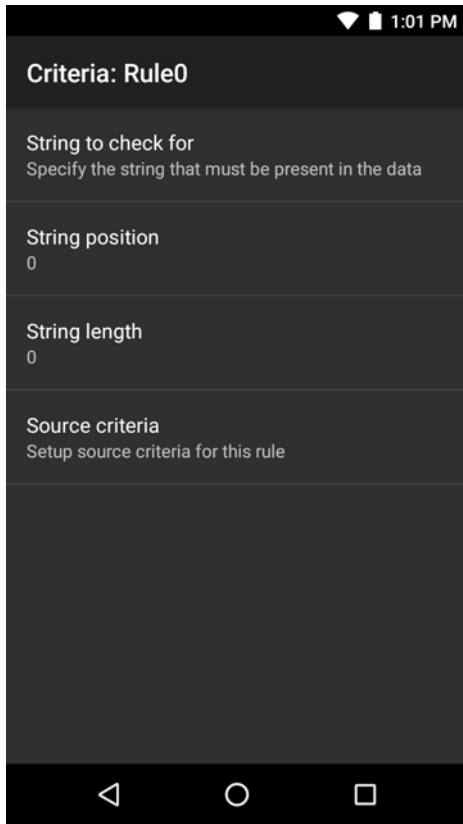 1:01 PM
Criteria: Rule0
String to check for
Specify the string that must be present in the data
String position
0
String length
0
Source criteria
Setup source criteria for this rule